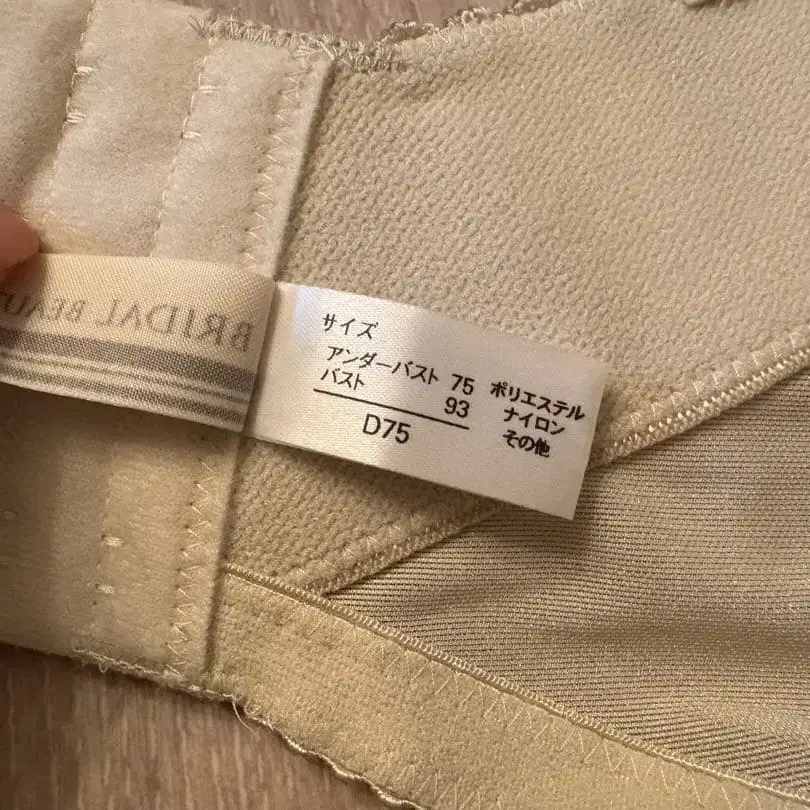 BRIDAL BEAU
サイズ
アンダーバスト 75
バスト 93
D75
ポリエステル
ナイロン
その他